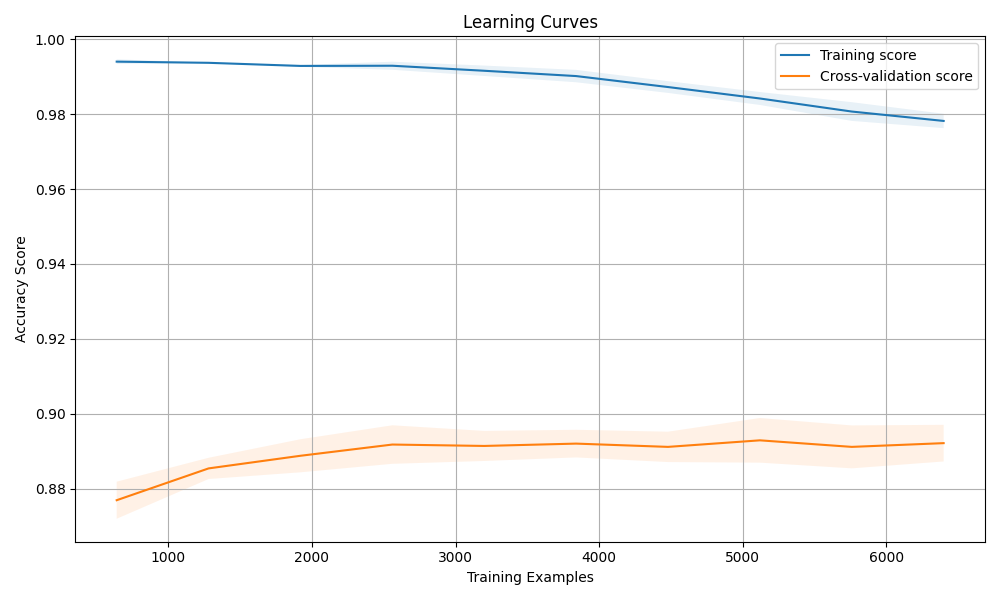 Learning Curves
Training score
Cross-validation score
Accuracy Score
1.00
0.98
0.96
0.94
0.92
0.90
0.88
1000 2000 3000 4000 5000 6000
Training Examples